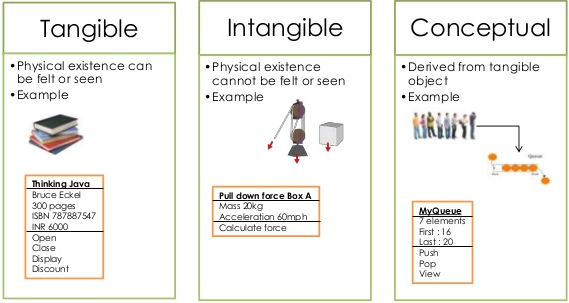 Tangible
• Physical existence can
be felt or seen
• Example
Thinking Java
Bruce Eckel
300 pages
ISBN 787887547
INR 6000
Open
Close
Display
Discount
Intangible
• Physical existence
cannot be felt or seen
• Example
Pull down force Box A
Mass 20kg
Acceleration 60mph
Calculate force
Conceptual
• Derived from tangible
object
• Example
Queue
MyQueue
7 elements
First : 16
Last : 20
Push
Pop
View